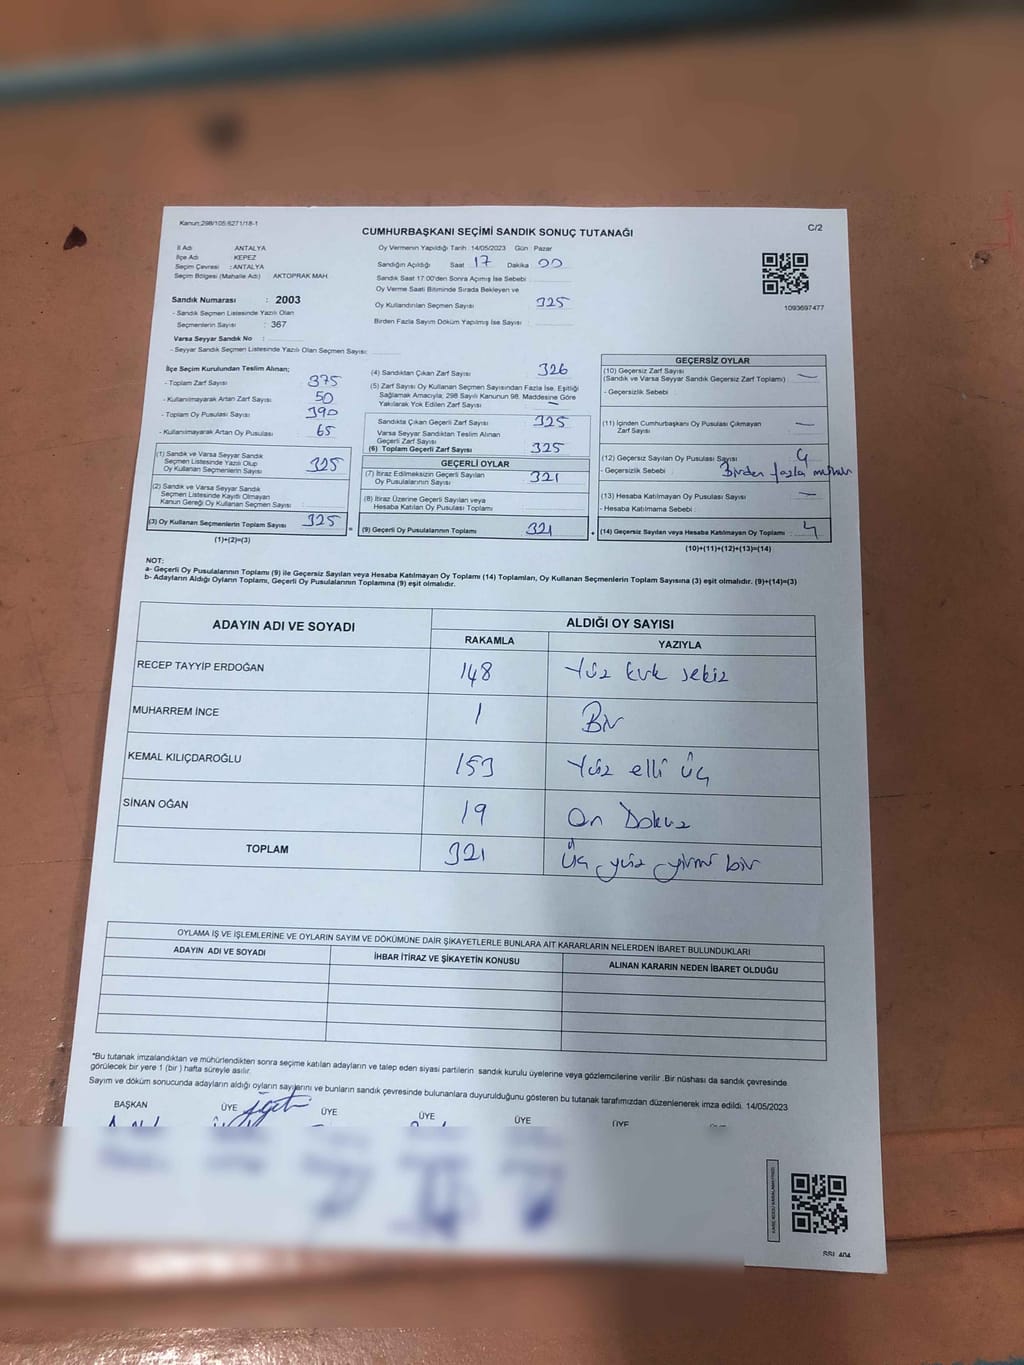 Kanun:298/105:6271/18-1
C/2
CUMHURBAŞKANI SEÇİMİ SANDIK SONUÇ TUTANAĞI
İl Adı : ANTALYA
İlçe Adı : KEPEZ
Seçim Çevresi : ANTALYA
Seçim Bölgesi (Mahalle Adı) : AKTOPRAK MAH.
Sandık Numarası : 2003
- Sandık Seçmen Listesinde Yazılı Olan
Seçmenlerin Sayısı : 367
Varsa Seyyar Sandık No :
- Seyyar Sandık Seçmen Listesinde Yazılı Olan Seçmen Sayısı:
Oy Vermenin Yapıldığı Tarih :14/05/2023 Gün : Pazar
Sandığın Açıldığı Saat 17 Dakika 00
Sandık Saat 17:00'den Sonra Açımış İse Sebebi :
Oy Verme Saati Bitiminde Sırada Bekleyen ve
Oy Kullandırılan Seçmen Sayısı 325
Birden Fazla Sayım Döküm Yapılmış İse Sayısı :
1093697477
İlçe Seçim Kurulundan Teslim Alınan;
- Toplam Zarf Sayısı : 375
- Kullanılmayarak Artan Zarf Sayısı : 50
- Toplam Oy Pusulası Sayısı : 390
- Kullanılmayarak Artan Oy Pusulası : 65
(1) Sandık ve Varsa Seyyar Sandık
Seçmen Listesinde Yazılı Olup
Oy Kullanan Seçmenlerin Sayısı 325
(2) Sandık ve Varsa Seyyar Sandık
Seçmen Listesinde Kayıtlı Olmayan
Kanun Gereği Oy Kullanan Seçmen Sayısı :
(3) Oy Kullanan Seçmenlerin Toplam Sayısı : 325
(1)+(2)=(3)
(4) Sandıktan Çıkan Zarf Sayısı : 326
(5) Zarf Sayısı Oy Kullanan Seçmen Sayısından Fazla İse, Eşitliği
Sağlamak Amacıyla; 298 Sayılı Kanunun 98. Maddesine Göre
Yakılarak Yok Edilen Zarf Sayısı : —
Sandıkta Çıkan Geçerli Zarf Sayısı : 325
Varsa Seyyar Sandıktan Teslim Alınan
Geçerli Zarf Sayısı :
(6) Toplam Geçerli Zarf Sayısı : 325
GEÇERLİ OYLAR
(7) İtiraz Edilmeksizin Geçerli Sayılan
Oy Pusulalarının Sayısı : 321
(8) İtiraz Üzerine Geçerli Sayılan veya
Hesaba Katılan Oy Pusulası Toplamı :
= (9) Geçerli Oy Pusulalarının Toplamı : 321
GEÇERSİZ OYLAR
(10) Geçersiz Zarf Sayısı
(Sandık ve Varsa Seyyar Sandık Geçersiz Zarf Toplamı) : —
- Geçersizlik Sebebi :
(11) İçinden Cumhurbaşkanı Oy Pusulası Çıkmayan
Zarf Sayısı : —
(12) Geçersiz Sayılan Oy Pusulası Sayısı : 4
- Geçersizlik Sebebi : Birden fazla mühür
(13) Hesaba Katılmayan Oy Pusulası Sayısı : —
- Hesaba Katılmama Sebebi :
+ (14) Geçersiz Sayılan veya Hesaba Katılmayan Oy Toplamı : 4
(10)+(11)+(12)+(13)=(14)
NOT:
a- Geçerli Oy Pusulalarının Toplamı (9) ile Geçersiz Sayılan veya Hesaba Katılmayan Oy Toplamı (14) Toplamları, Oy Kullanan Seçmenlerin Toplam Sayısına (3) eşit olmalıdır. (9)+(14)=(3)
b- Adayların Aldığı Oyların Toplamı, Geçerli Oy Pusulalarının Toplamına (9) eşit olmalıdır.
ADAYIN ADI VE SOYADI
ALDIĞI OY SAYISI
RAKAMLA YAZIYLA
RECEP TAYYİP ERDOĞAN 148 Yüz kırk sekiz
MUHARREM İNCE 1 Bir
KEMAL KILIÇDAROĞLU 153 Yüz elli üç
SİNAN OĞAN 19 On Dokuz
TOPLAM 321 Üç yüz yirmi bir
OYLAMA İŞ VE İŞLEMLERİNE VE OYLARIN SAYIM VE DÖKÜMÜNE DAİR ŞİKAYETLERLE BUNLARA AİT KARARLARIN NELERDEN İBARET BULUNDUKLARI
ADAYIN ADI VE SOYADI İHBAR İTİRAZ VE ŞİKAYETİN KONUSU ALINAN KARARIN NEDEN İBARET OLDUĞU
"Bu tutanak imzalandıktan ve mühürlendikten sonra seçime katılan adayların ve talep eden siyasi partilerin sandık kurulu üyelerine veya gözlemcilerine verilir .Bir nüshası da sandık çevresinde
görülecek bir yere 1 (bir ) hafta süreyle asılır.
Sayım ve döküm sonucunda adayların aldığı oyların sayılarını ve bunların sandık çevresinde bulunanlara duyurulduğunu gösteren bu tutanak tarafımızdan düzenlenerek imza edildi. 14/05/2023
BAŞKAN ÜYE ÜYE ÜYE ÜYE ÜYE